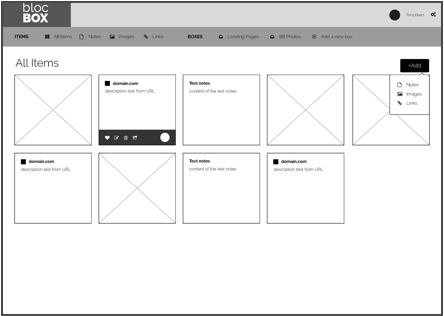 bloc
BOX
Tony Elwart
ITEMS All items Notes Images Links BOXES Landing Pages BB Photos Add a new box
All Items
+Add
Notes
Images
Links
domain.com
description text from URL
Text notes
content of the text notes
domain.com
description text from URL
Text notes
content of the text notes
domain.com
description text from URL